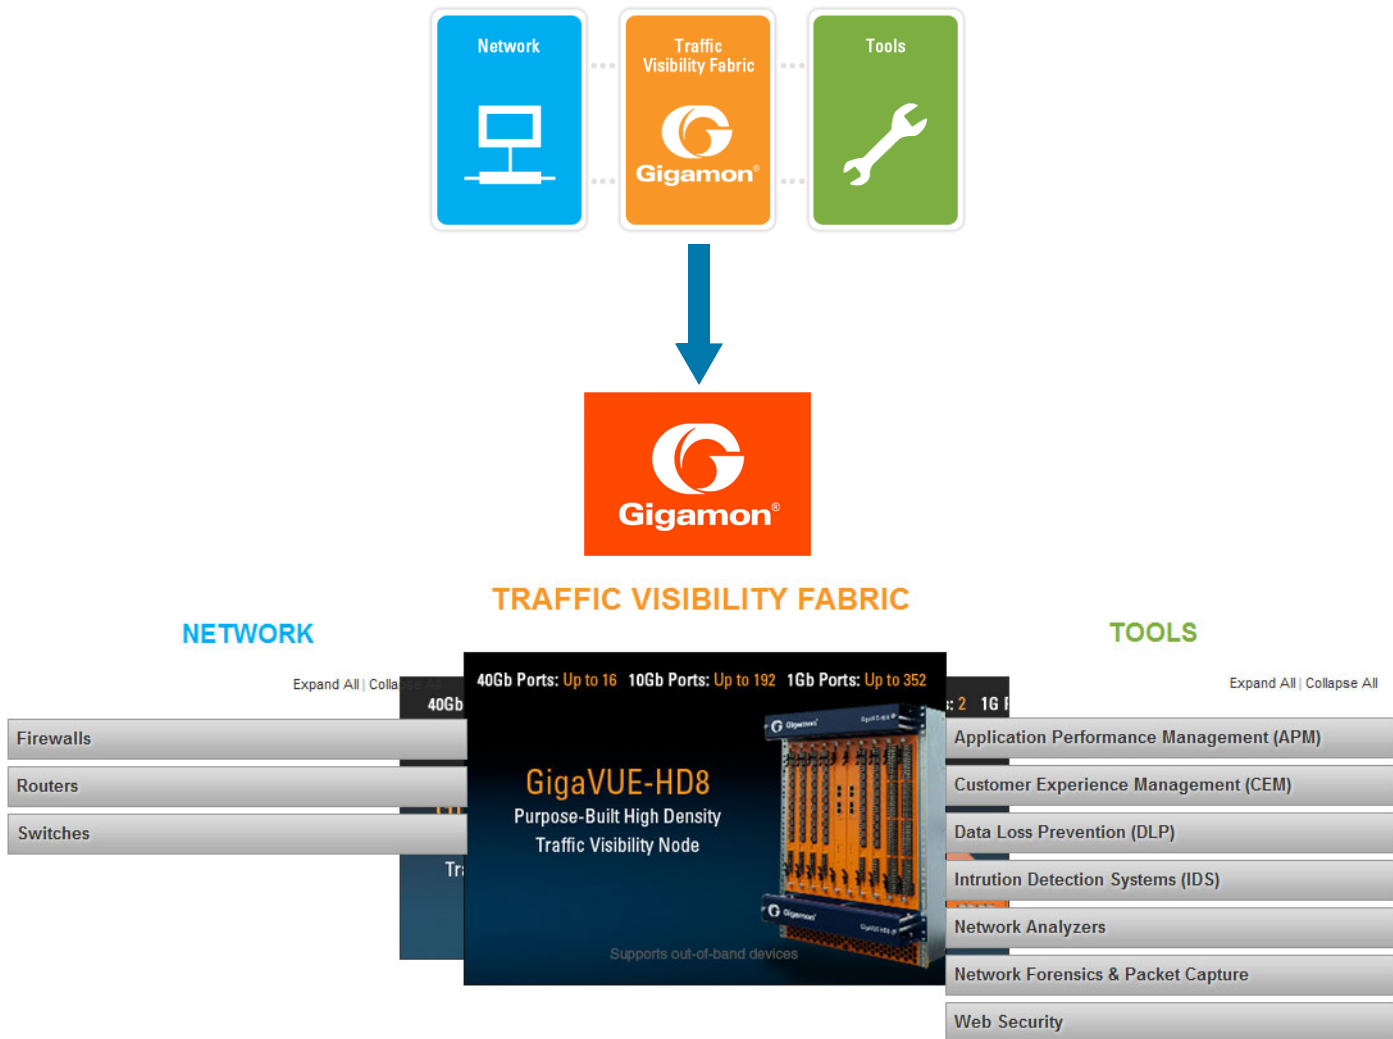 Network
Traffic
Visibility Fabric
Gigamon®
Tools
Gigamon®
TRAFFIC VISIBILITY FABRIC
NETWORK
TOOLS
Expand All | Colla
Expand All | Collapse All
40Gb Ports: Up to 16 10Gb Ports: Up to 192 1Gb Ports: Up to 352
40Gb
: 2 1G
Firewalls
Routers
Switches
GigaVUE-HD8
Purpose-Built High Density
Traffic Visibility Node
Gigamon
Gigamon
Supports out-of-band devices
Application Performance Management (APM)
Customer Experience Management (CEM)
Data Loss Prevention (DLP)
Intrution Detection Systems (IDS)
Network Analyzers
Network Forensics & Packet Capture
Web Security